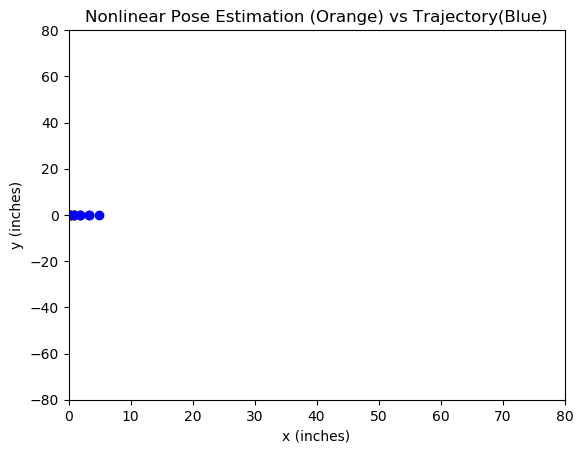 Nonlinear Pose Estimation (Orange) vs Trajectory(Blue)
80
60
40
20
0
−20
−40
−60
−80
y (inches)
0 10 20 30 40 50 60 70 80
x (inches)